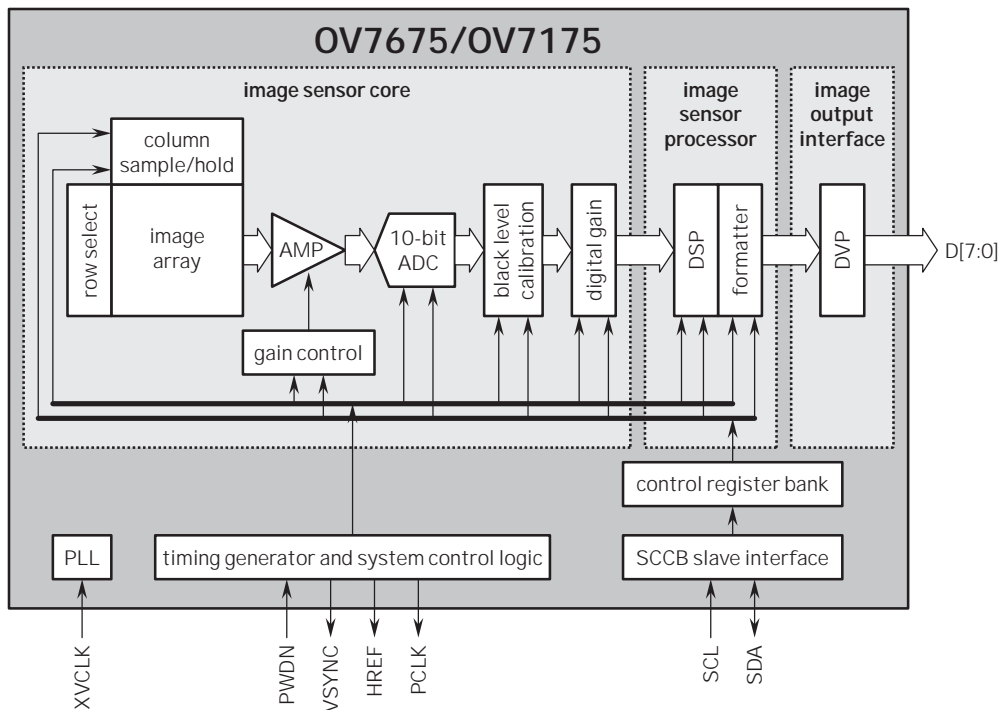 OV7675/OV7175
image sensor core
image
sensor
processor
image
output
interface
column
sample/hold
row select
image
array
AMP
10-bit
ADC
black level
calibration
digital gain
DSP
formatter
DVP
D[7:0]
gain control
control register bank
PLL
timing generator and system control logic
SCCB slave interface
XVCLK
PWDN
VSYNC
HREF
PCLK
SCL
SDA